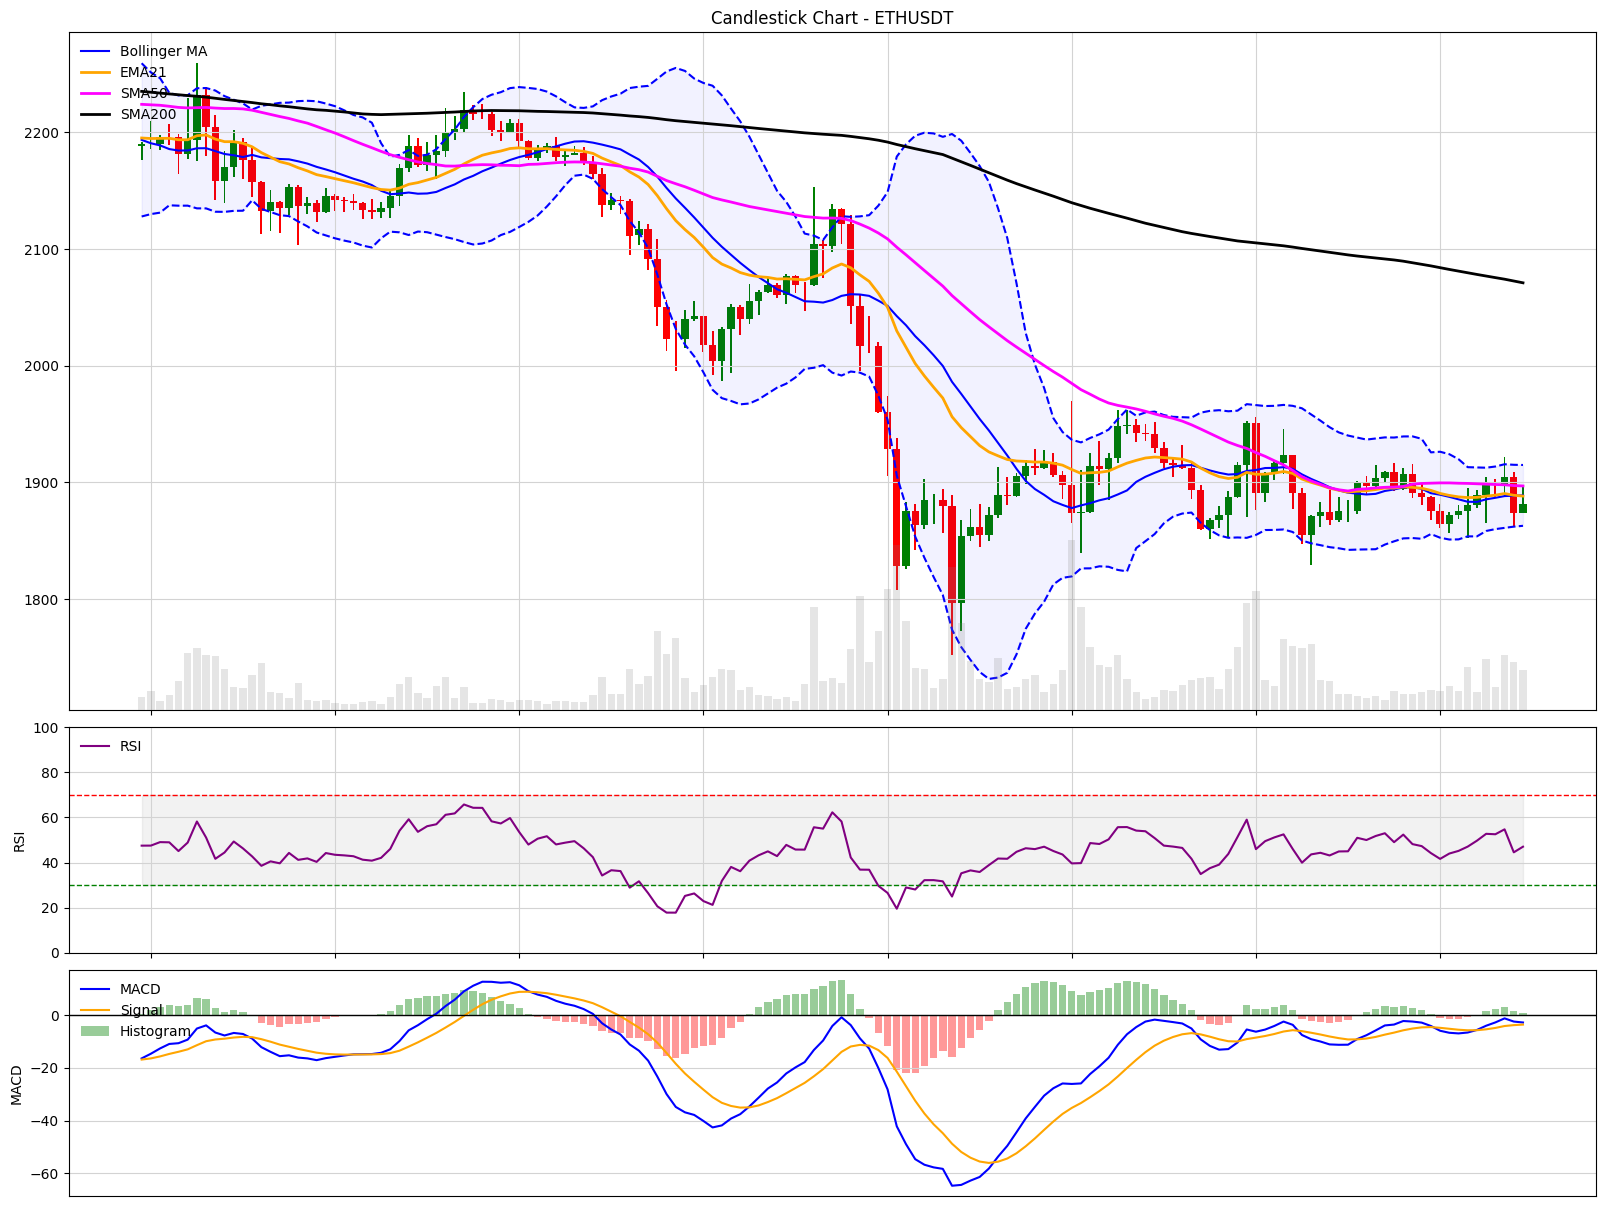 Candlestick Chart - ETHUSDT
Bollinger MA
EMA21
SMA50
SMA200
2200
2100
2000
1900
1800
100
80
60
40
20
0
RSI
RSI
MACD
Signal
Histogram
0
−20
−40
−60
MACD